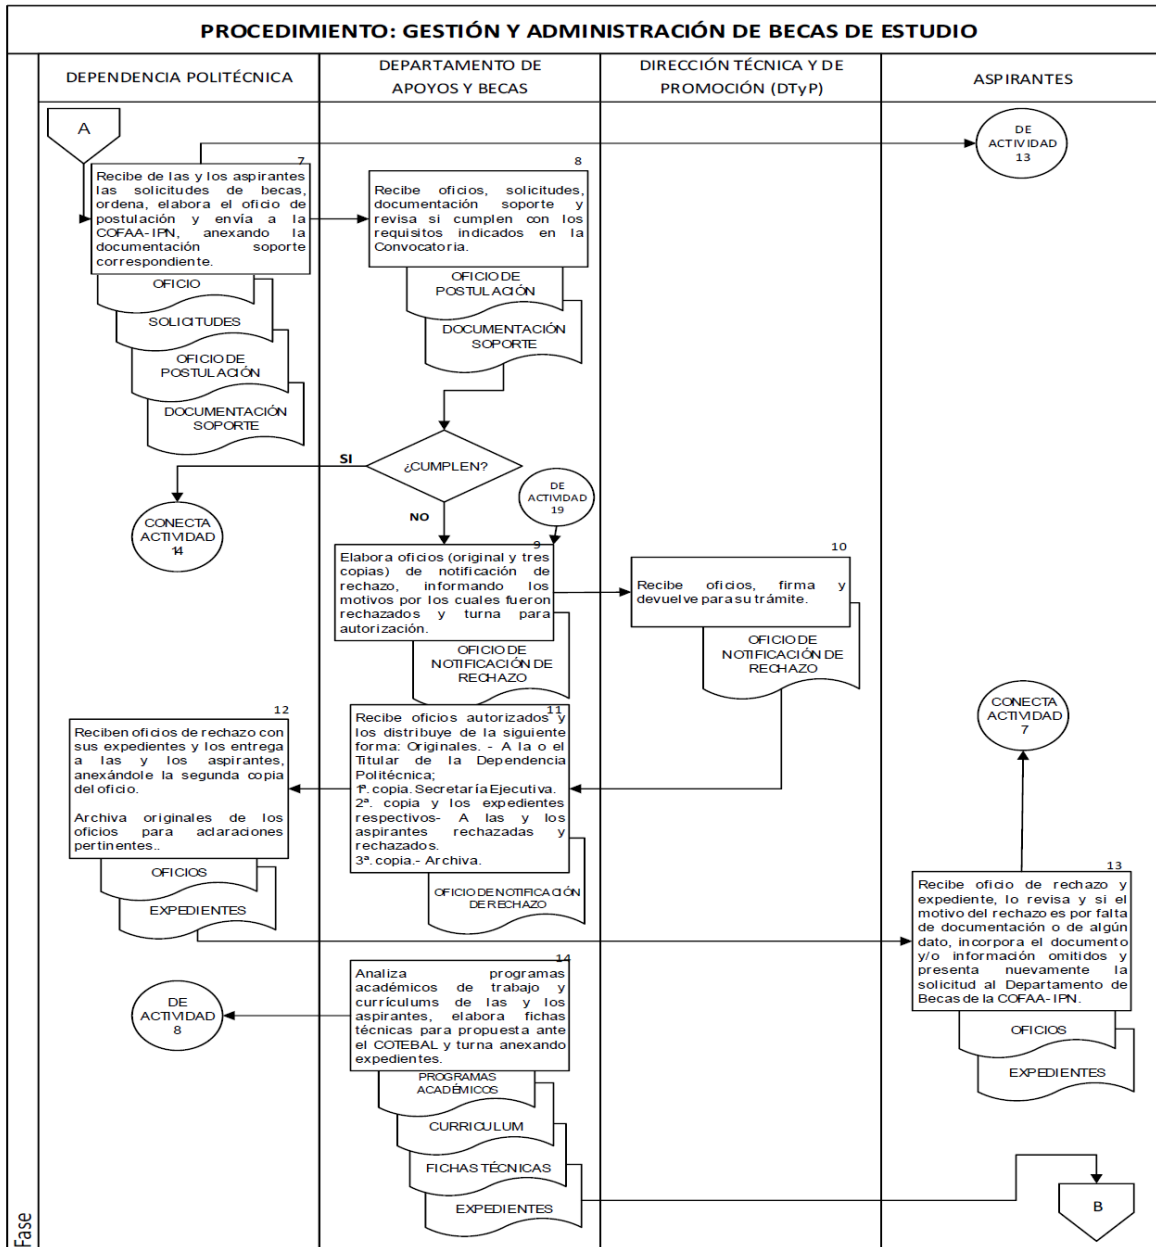 PROCEDIMIENTO: GESTIÓN Y ADMINISTRACIÓN DE BECAS DE ESTUDIO
DEPENDENCIA POLITÉCNICA
DEPARTAMENTO DE
APOYOS Y BECAS
DIRECCIÓN TÉCNICA Y DE
PROMOCIÓN (DTyP)
ASPIRANTES
A
DE
ACTIVIDAD
13
7
Recibe de las y los aspirantes
las solicitudes de becas,
ordena, elabora el oficio de
postulación y envía a la
COFAA-IPN, anexando la
documentación soporte
correspondiente.
OFICIO
SOLICITUDES
OFICIO DE
POSTULACIÓN
DOCUMENTACIÓN
SOPORTE
8
Recibe oficios, solicitudes,
documentación soporte y
revisa si cumplen con los
requisitos indicados en la
Convocatoria.
OFICIO DE
POSTULACIÓN
DOCUMENTACIÓN
SOPORTE
¿CUMPLEN?
SI
NO
CONECTA
ACTIVIDAD
14
DE
ACTIVIDAD
19
9
Elabora oficios (original y tres
copias) de notificación de
rechazo, informando los
motivos por los cuales fueron
rechazados y turna para
autorización.
OFICIO DE
NOTIFICACIÓN DE
RECHAZO
10
Recibe oficios, firma y
devuelve para su trámite.
OFICIO DE
NOTIFICACIÓN DE
RECHAZO
11
Recibe oficios autorizados y
los distribuye de la siguiente
forma: Originales. - A la o el
Titular de la Dependencia
Politécnica;
1ª. copia. Secretaría Ejecutiva.
2ª. copia y los expedientes
respectivos- A las y los
aspirantes rechazadas y
rechazados.
3ª. copia.- Archiva.
OFICIO DE NOTIFICACIÓN
DE RECHAZO
12
Reciben oficios de rechazo con
sus expedientes y los entrega
a las y los aspirantes,
anexándole la segunda copia
del oficio.
Archiva originales de los
oficios para aclaraciones
pertinentes..
OFICIOS
EXPEDIENTES
CONECTA
ACTIVIDAD
7
13
Recibe oficio de rechazo y
expediente, lo revisa y si el
motivo del rechazo es por falta
de documentación o de algún
dato, incorpora el documento
y/o información omitidos y
presenta nuevamente la
solicitud al Departamento de
Becas de la COFAA-IPN.
OFICIOS
EXPEDIENTES
14
Analiza programas
académicos de trabajo y
currículums de las y los
aspirantes, elabora fichas
técnicas para propuesta ante
el COTEBAL y turna anexando
expedientes.
PROGRAMAS
ACADÉMICOS
CURRICULUM
FICHAS TÉCNICAS
EXPEDIENTES
DE
ACTIVIDAD
8
B
Fase